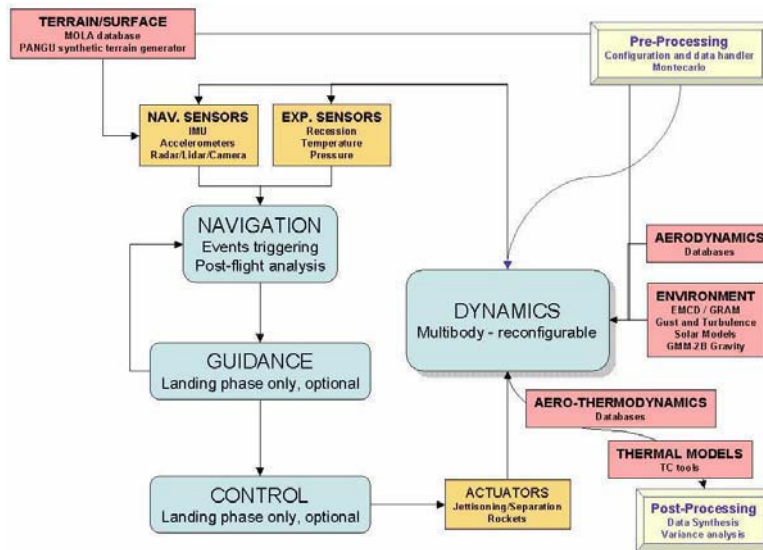 TERRAIN/SURFACE
MOLA database
PANGU synthetic terrain generator
Pre-Processing
Configuration and data handler
Montecarlo
NAV. SENSORS
IMU
Accelerometers
Radar/Lidar/Camera
EXP. SENSORS
Recession
Temperature
Pressure
NAVIGATION
Events triggering
Post-flight analysis
AERODYNAMICS
Databases
DYNAMICS
Multibody - reconfigurable
ENVIRONMENT
EMCD / GRAM
Gust and Turbulence
Solar Models
GMM-2B Gravity
GUIDANCE
Landing phase only, optional
AERO-THERMODYNAMICS
Databases
THERMAL MODELS
TC tools
CONTROL
Landing phase only, optional
ACTUATORS
Jettisoning/Separation
Rockets
Post-Processing
Data Synthesis
Variance analysis